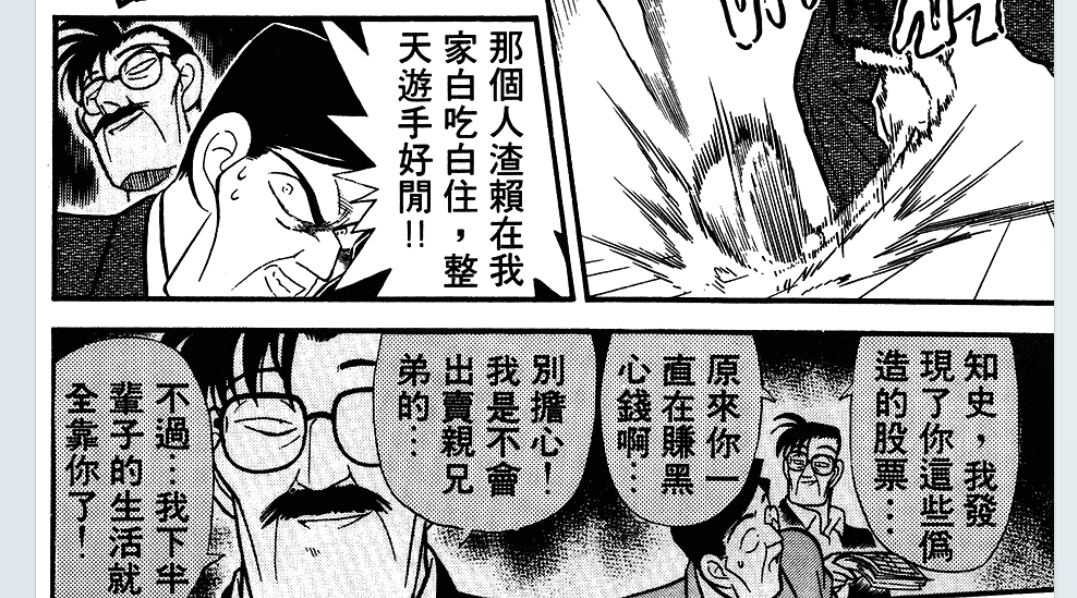 那個人渣賴在我
家白吃白住，整
天遊手好閒!!
知史，我發
現了你這些偽
造的股票…
原來你一
直在賺黑
心錢啊…
別擔心！
我是不會
出賣親兄
弟的…
不過…我下半
輩子的生活就
全靠你了！